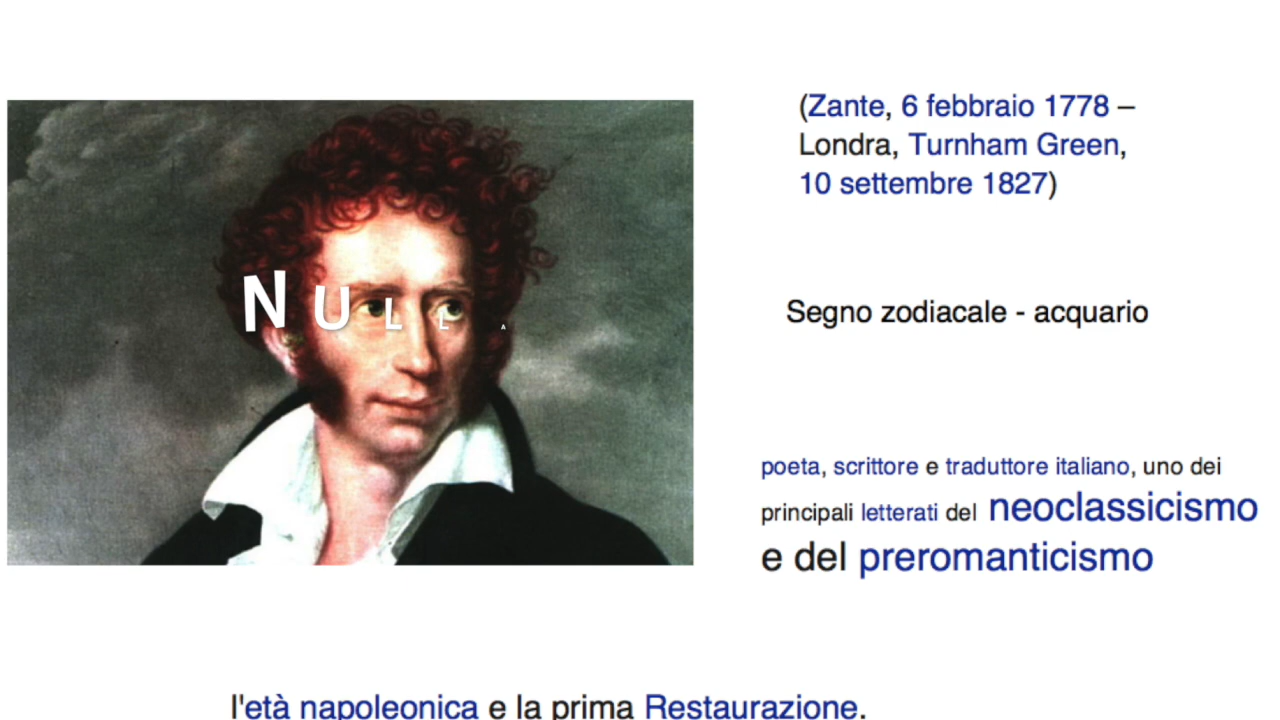 N U L L A
(Zante, 6 febbraio 1778 –
Londra, Turnham Green,
10 settembre 1827)
Segno zodiacale - acquario
poeta, scrittore e traduttore italiano, uno dei
principali letterati del neoclassicismo
e del preromanticismo
l'età napoleonica e la prima Restaurazione.